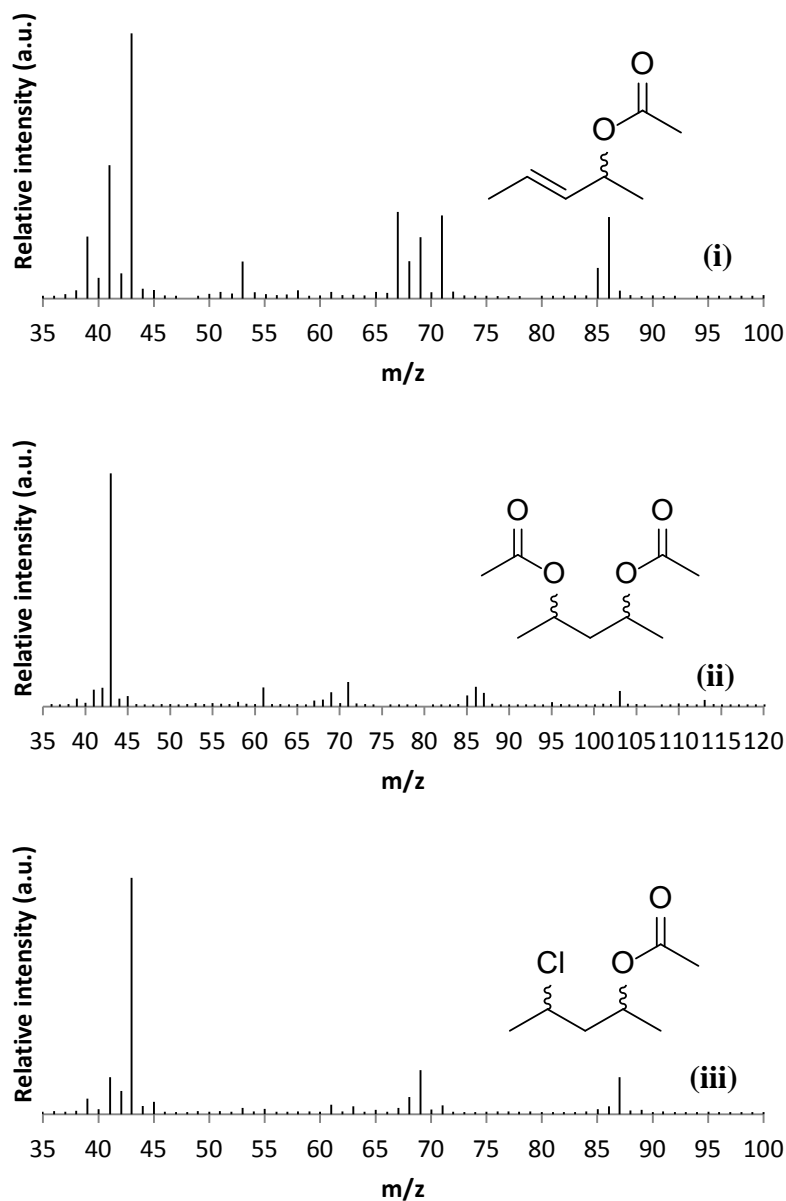 Relative intensity (a.u.)
O
O
(i)
35 40 45 50 55 60 65 70 75 80 85 90 95 100
m/z
Relative intensity (a.u.)
O O
O O
(ii)
35 40 45 50 55 60 65 70 75 80 85 90 95 100 105 110 115 120
m/z
Relative intensity (a.u.)
O
Cl O
(iii)
35 40 45 50 55 60 65 70 75 80 85 90 95 100
m/z